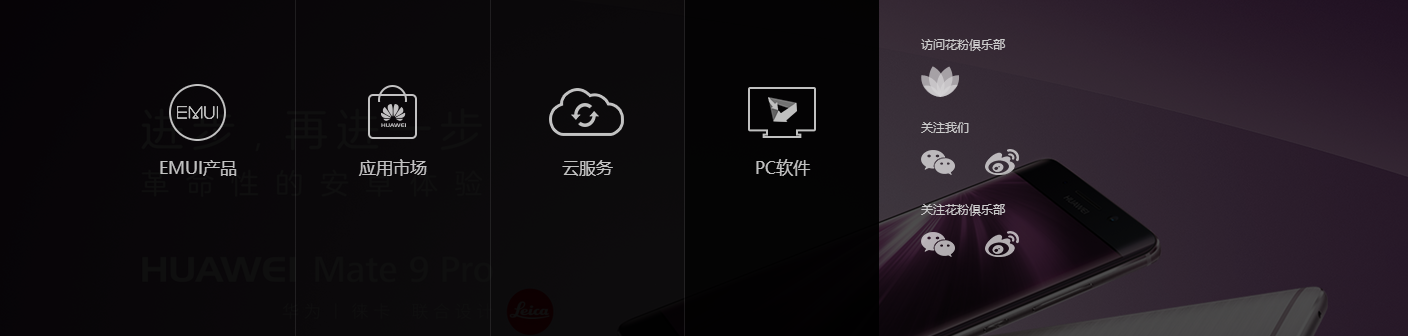 访问花粉俱乐部
EMUI
HUAWEI
关注我们
进步，再进一步
EMUI产品
应用市场
云服务
PC软件
革命性的安卓体验
关注花粉俱乐部
HUAWEI Mate 9 Pro
Leica